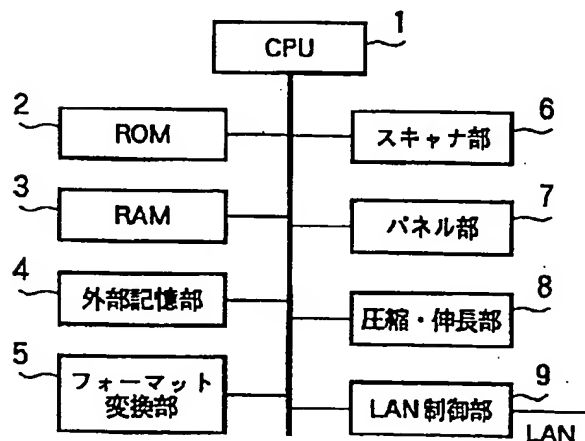 1
CPU
2
ROM
6
スキャナ部
3
RAM
7
パネル部
4
外部記憶部
8
圧縮・伸長部
5
フォーマット
変換部
9
LAN制御部
LAN